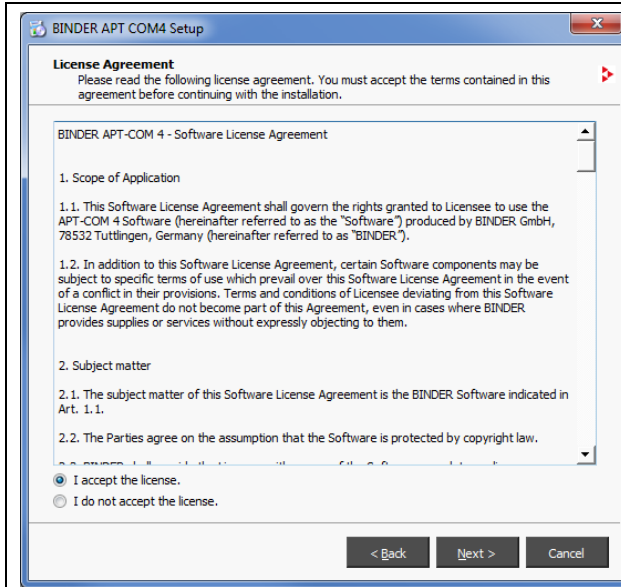 BINDER APT COM4 Setup
License Agreement
Please read the following license agreement. You must accept the terms contained in this
agreement before continuing with the installation.
BINDER APT-COM 4 - Software License Agreement
1. Scope of Application
1.1. This Software License Agreement shall govern the rights granted to Licensee to use the
APT-COM 4 Software (hereinafter referred to as the "Software") produced by BINDER GmbH,
78532 Tuttlingen, Germany (hereinafter referred to as "BINDER").
1.2. In addition to this Software License Agreement, certain Software components may be
subject to specific terms of use which prevail over this Software License Agreement in the event
of a conflict in their provisions. Terms and conditions of Licensee deviating from this Software
License Agreement do not become part of this Agreement, even in cases where BINDER
provides supplies or services without expressly objecting to them.
2. Subject matter
2.1. The subject matter of this Software License Agreement is the BINDER Software indicated in
Art. 1.1.
2.2. The Parties agree on the assumption that the Software is protected by copyright law.
I accept the license.
I do not accept the license.
< Back
Next >
Cancel